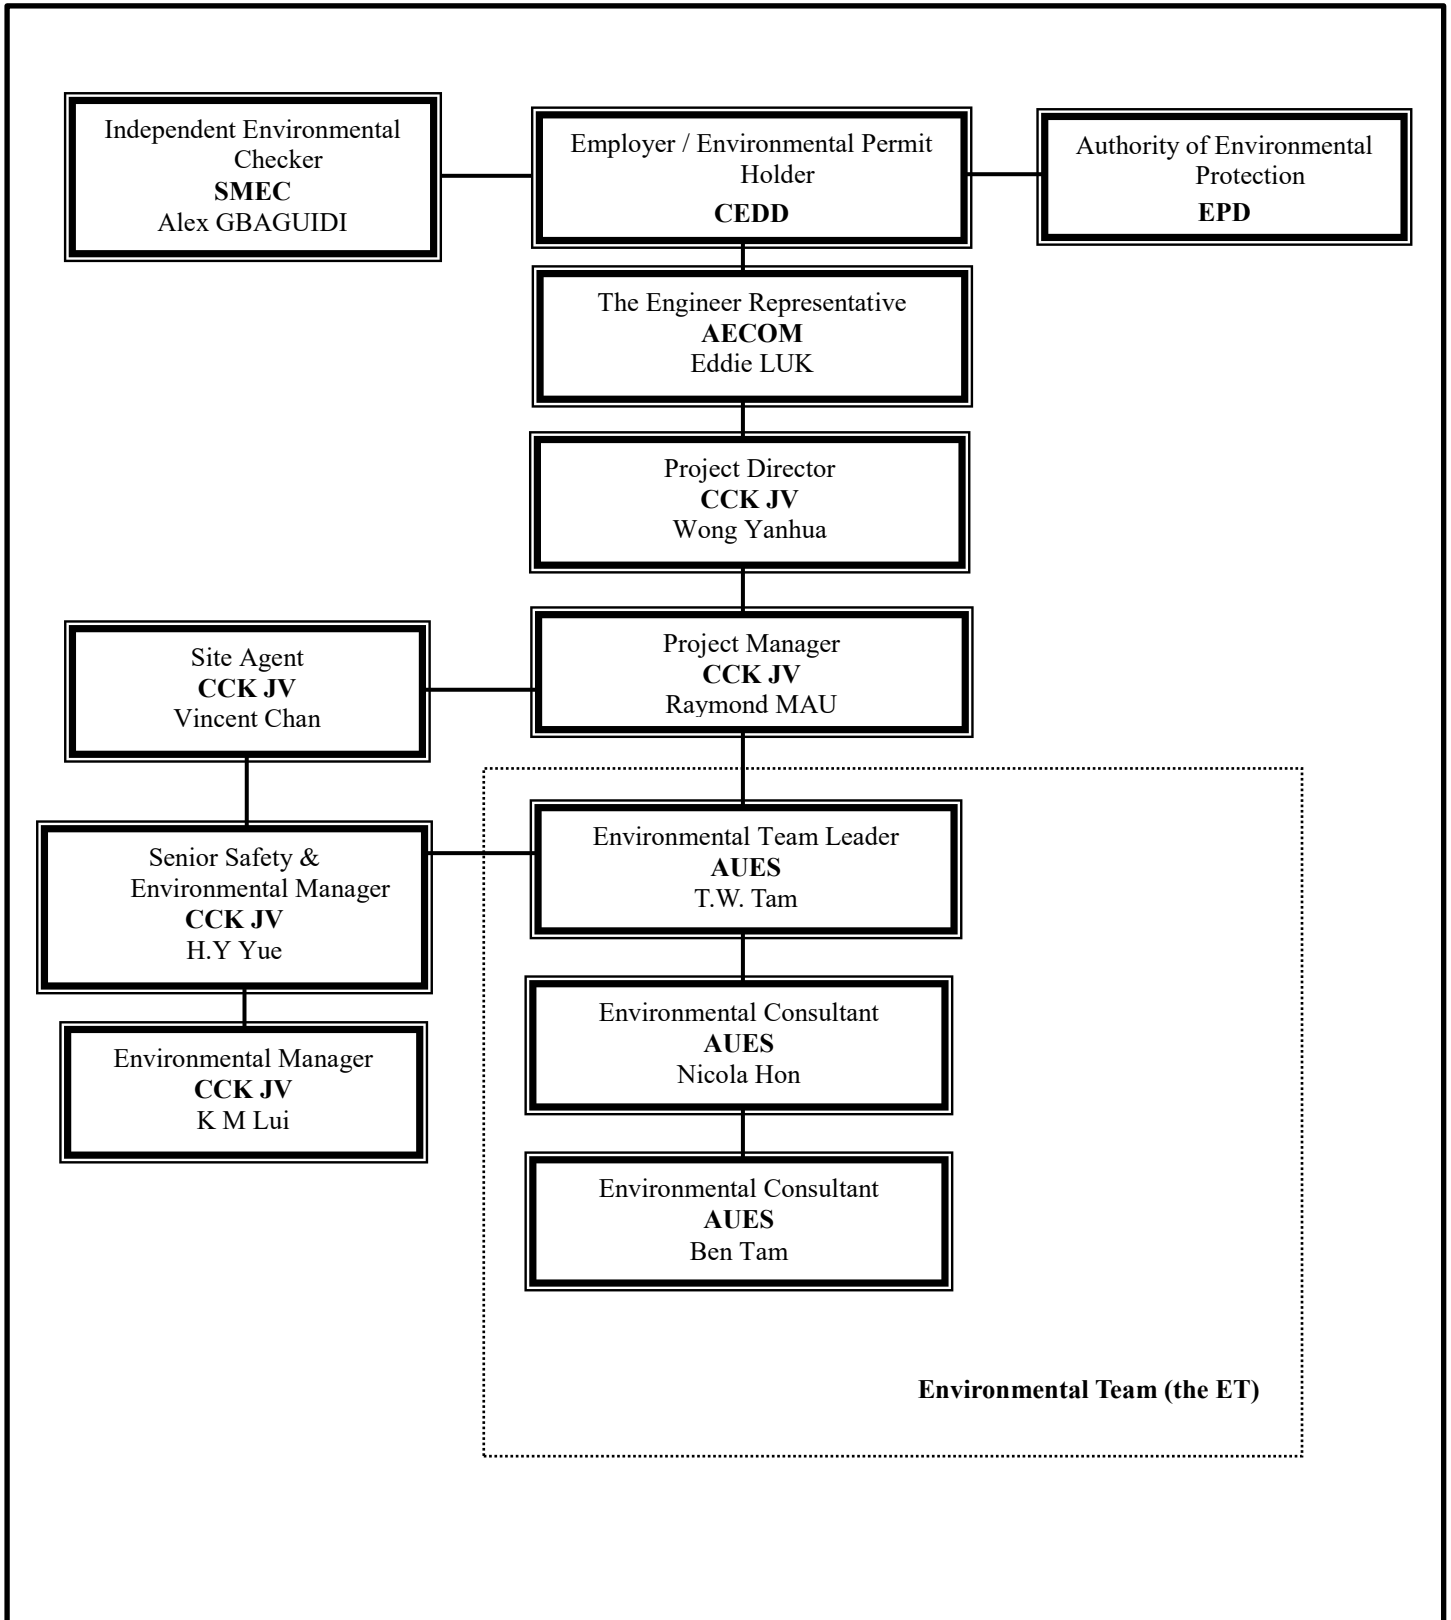 Independent Environmental
Checker
SMEC
Alex GBAGUIDI
Employer / Environmental Permit
Holder
CEDD
Authority of Environmental
Protection
EPD
The Engineer Representative
AECOM
Eddie LUK
Project Director
CCK JV
Wong Yanhua
Site Agent
CCK JV
Vincent Chan
Project Manager
CCK JV
Raymond MAU
Senior Safety &
Environmental Manager
CCK JV
H.Y Yue
Environmental Team Leader
AUES
T.W. Tam
Environmental Manager
CCK JV
K M Lui
Environmental Consultant
AUES
Nicola Hon
Environmental Consultant
AUES
Ben Tam
Environmental Team (the ET)